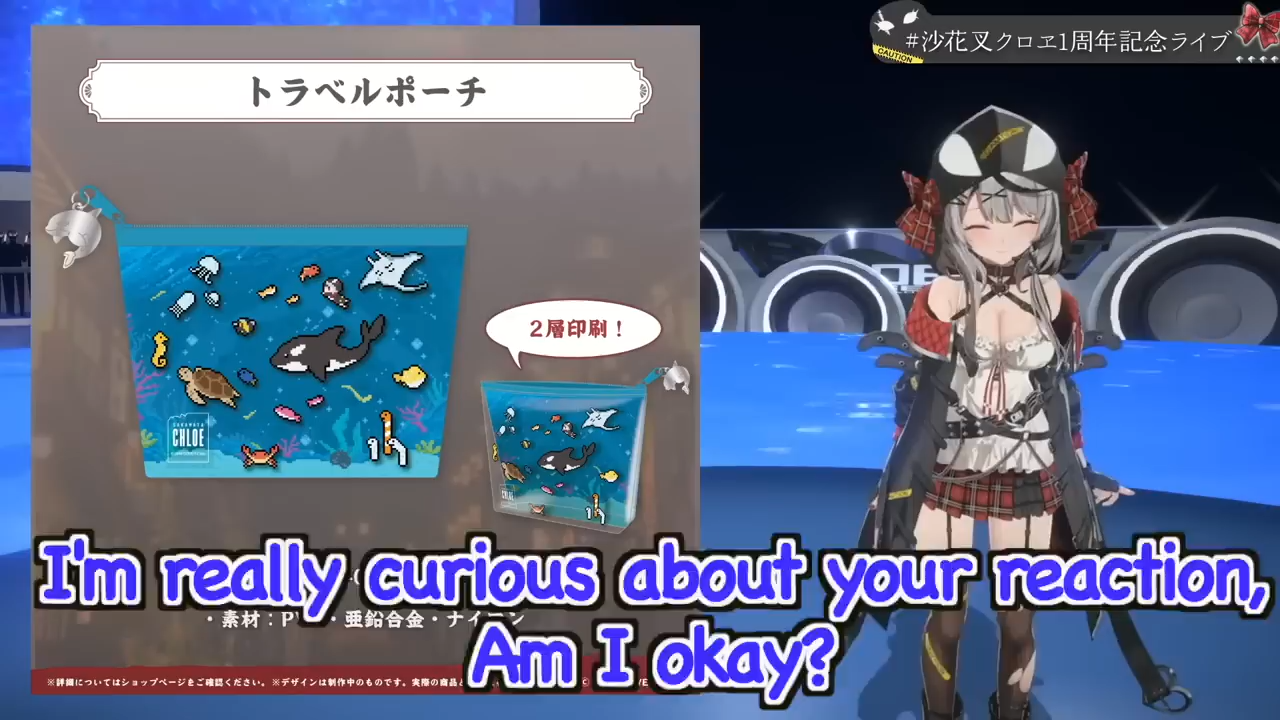 #沙花叉クロヱ1周年記念ライブ
CAUTION
トラベルポーチ
2層印刷！
CHLOE
I'm really curious about your reaction,
・素材：P ・亜鉛合金・ナイロン
Am I okay?
※詳細についてはショップページをご確認ください。※デザインは制作中のものです。実際の商品